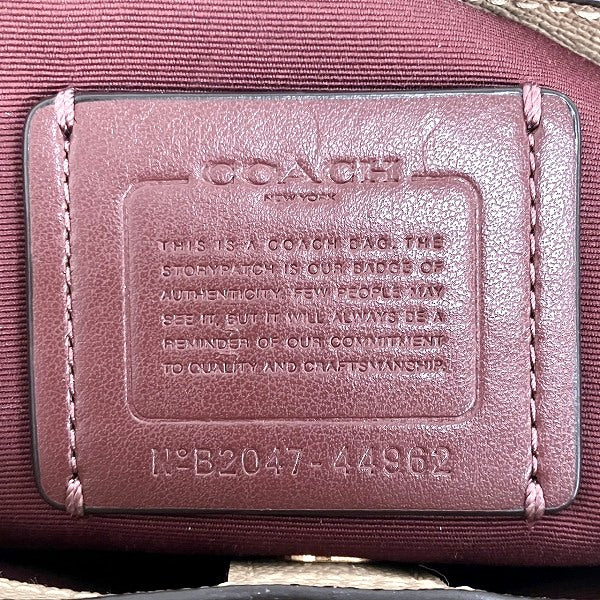 COACH
NEW YORK
THIS IS A COACH BAG. THE
STORYPATCH IS OUR BADGE OF
AUTHENTICITY. FEW PEOPLE MAY
SEE IT, BUT IT WILL ALWAYS BE A
REMINDER OF OUR COMMITMENT
TO QUALITY AND CRAFTSMANSHIP.
Nº B2047-44962